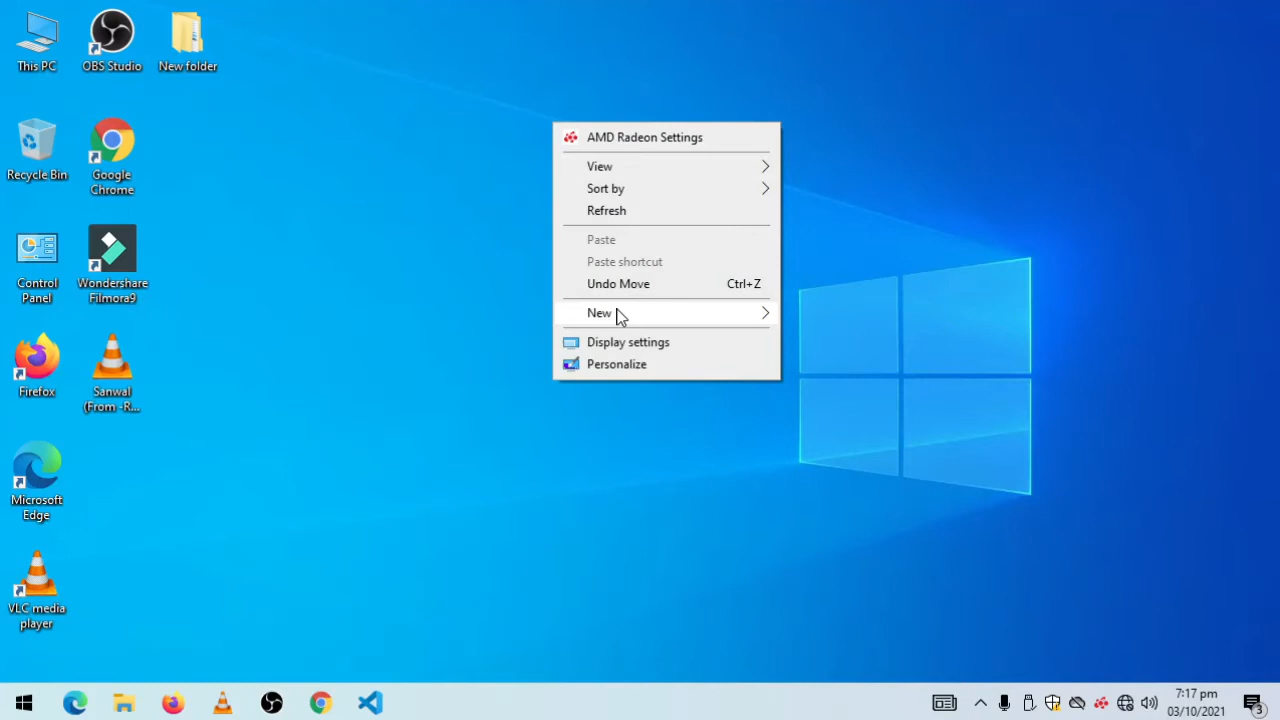 This PC
OBS Studio
New folder
Recycle Bin
Google
Chrome
Control
Panel
Wondershare
Filmora9
Firefox
Sanwal
(From -R...
Microsoft
Edge
VLC media
player
AMD Radeon Settings
View
Sort by
Refresh
Paste
Paste shortcut
Undo Move Ctrl+Z
New
Display settings
Personalize
7:17 pm
03/10/2021
3